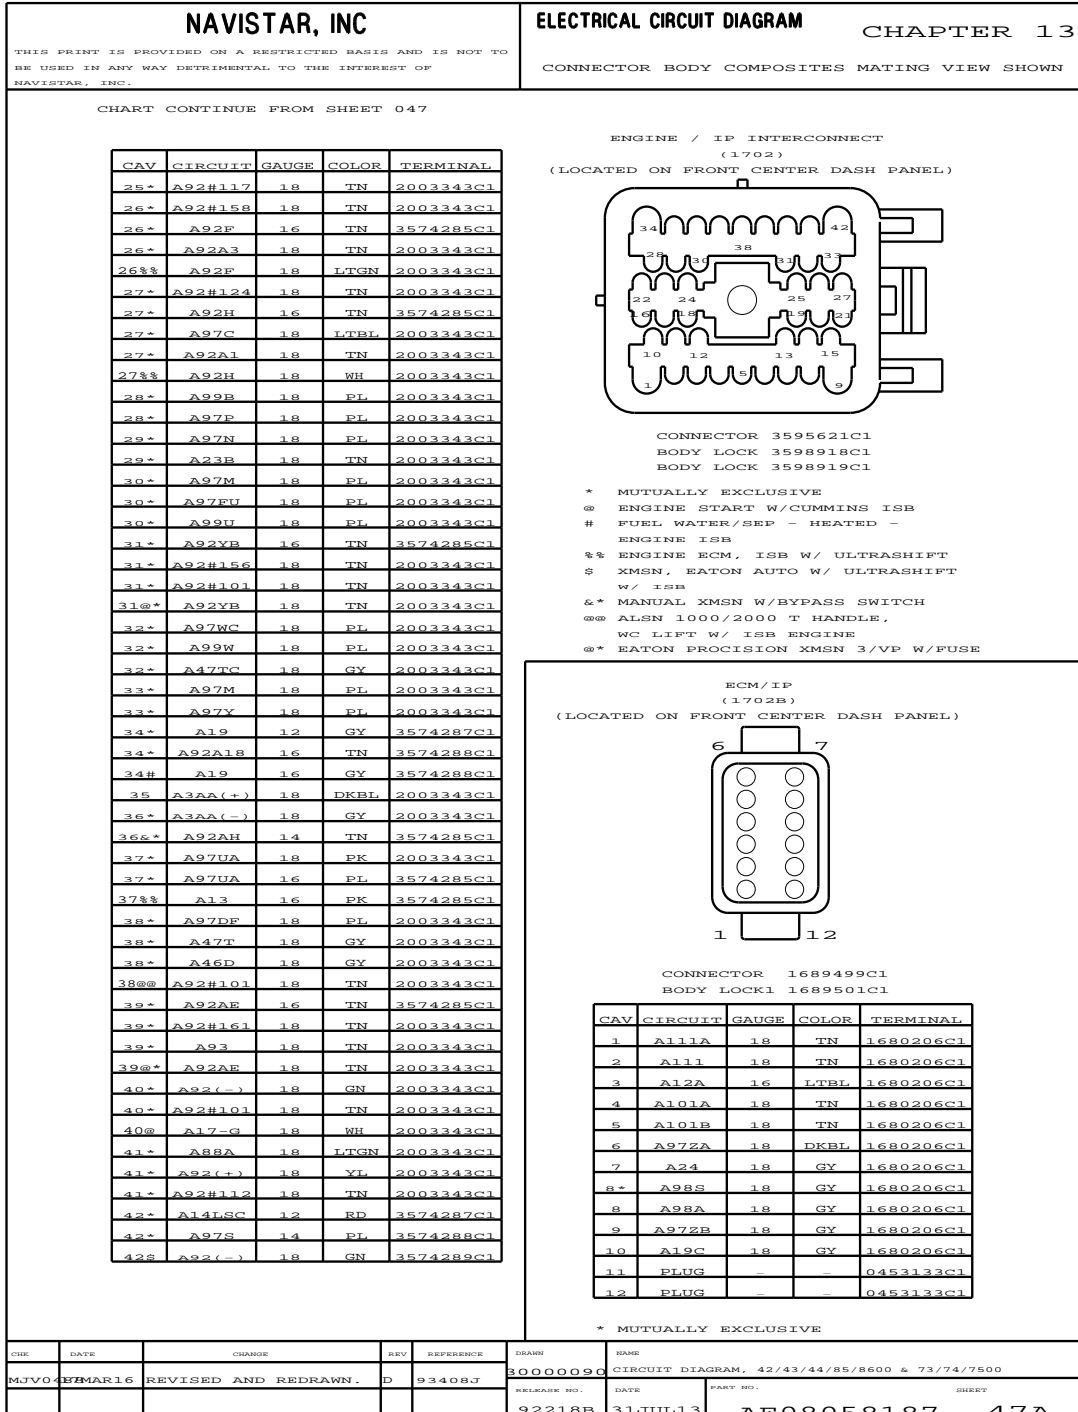 NAVISTAR, INC
THIS PRINT IS PROVIDED ON A RESTRICTED BASIS AND IS NOT TO
BE USED IN ANY WAY DETRIMENTAL TO THE INTEREST OF
NAVISTAR, INC.
ELECTRICAL CIRCUIT DIAGRAM
CHAPTER 13
CONNECTOR BODY COMPOSITES MATING VIEW SHOWN
CHART CONTINUE FROM SHEET 047
CAV CIRCUIT GAUGE COLOR TERMINAL
25* A92#117 18 TN 2003343C1
26* A92#158 18 TN 2003343C1
26* A92F 16 TN 3574285C1
26* A92A3 18 TN 2003343C1
26%% A92F 18 LTGN 2003343C1
27* A92#124 18 TN 2003343C1
27* A92H 16 TN 3574285C1
27* A97C 18 LTBL 2003343C1
27* A92A1 18 TN 2003343C1
27%% A92H 18 WH 2003343C1
28* A99B 18 PL 2003343C1
28* A97P 18 PL 2003343C1
29* A97N 18 PL 2003343C1
29* A23B 18 TN 2003343C1
30* A97M 18 PL 2003343C1
30* A97FU 18 PL 2003343C1
30* A99U 18 PL 2003343C1
31* A92YB 16 TN 3574285C1
31* A92#156 18 TN 2003343C1
31* A92#101 18 TN 2003343C1
31@* A92YB 18 TN 2003343C1
32* A97WC 18 PL 2003343C1
32* A99W 18 PL 2003343C1
32* A47TC 18 GY 2003343C1
33* A97M 18 PL 2003343C1
33* A97Y 18 PL 2003343C1
34* A19 12 GY 3574287C1
34* A92A18 16 TN 3574288C1
34# A19 16 GY 3574288C1
35 A3AA(+) 18 DKBL 2003343C1
36* A3AA(-) 18 GY 2003343C1
36&* A92AH 14 TN 3574285C1
37* A97UA 18 PK 2003343C1
37* A97UA 16 PL 3574285C1
37%% A13 16 PK 3574285C1
38* A97DF 18 PL 2003343C1
38* A47T 18 GY 2003343C1
38* A46D 18 GY 2003343C1
38@@ A92#101 18 TN 2003343C1
39* A92AE 16 TN 3574285C1
39* A92#161 18 TN 2003343C1
39* A93 18 TN 2003343C1
39@* A92AE 18 TN 2003343C1
40* A92(-) 18 GN 2003343C1
40* A92#101 18 TN 2003343C1
40@ A17-G 18 WH 2003343C1
41* A88A 18 LTGN 2003343C1
41* A92(+) 18 YL 2003343C1
41* A92#112 18 TN 2003343C1
42* A14LSC 12 RD 3574287C1
42* A97S 14 PL 3574288C1
42$ A92(-) 18 GN 3574289C1
ENGINE / IP INTERCONNECT
(1702)
(LOCATED ON FRONT CENTER DASH PANEL)
34 42
38
28 30 31 33
22 24 25 27
16 18 19 21
10 12 13 15
1 5 9
CONNECTOR 3595621C1
BODY LOCK 3598918C1
BODY LOCK 3598919C1
* MUTUALLY EXCLUSIVE
@ ENGINE START W/CUMMINS ISB
# FUEL WATER/SEP - HEATED -
ENGINE ISB
%% ENGINE ECM, ISB W/ ULTRASHIFT
$ XMSN, EATON AUTO W/ ULTRASHIFT
W/ ISB
&* MANUAL XMSN W/BYPASS SWITCH
@@ ALSN 1000/2000 T HANDLE,
WC LIFT W/ ISB ENGINE
@* EATON PROCISION XMSN 3/VP W/FUSE
ECM/IP
(1702B)
(LOCATED ON FRONT CENTER DASH PANEL)
6 7
1 12
CONNECTOR 1689499C1
BODY LOCK1 1689501C1
CAV CIRCUIT GAUGE COLOR TERMINAL
1 A111A 18 TN 1680206C1
2 A111 18 TN 1680206C1
3 A12A 16 LTBL 1680206C1
4 A101A 18 TN 1680206C1
5 A101B 18 TN 1680206C1
6 A97ZA 18 DKBL 1680206C1
7 A24 18 GY 1680206C1
8* A98S 18 GY 1680206C1
8 A98A 18 GY 1680206C1
9 A97ZB 18 GY 1680206C1
10 A19C 18 GY 1680206C1
11 PLUG - - 0453133C1
12 PLUG - - 0453133C1
* MUTUALLY EXCLUSIVE
CHK DATE CHANGE REV REFERENCE
REVISED AND REDRAWN. D 93408J
DRAWN
30000090
NAME
CIRCUIT DIAGRAM, 42/43/44/85/8600 & 73/74/7500
RELEASE NO. DATE PART NO. SHEET
92218B 31JUL13 AE08058187 47A